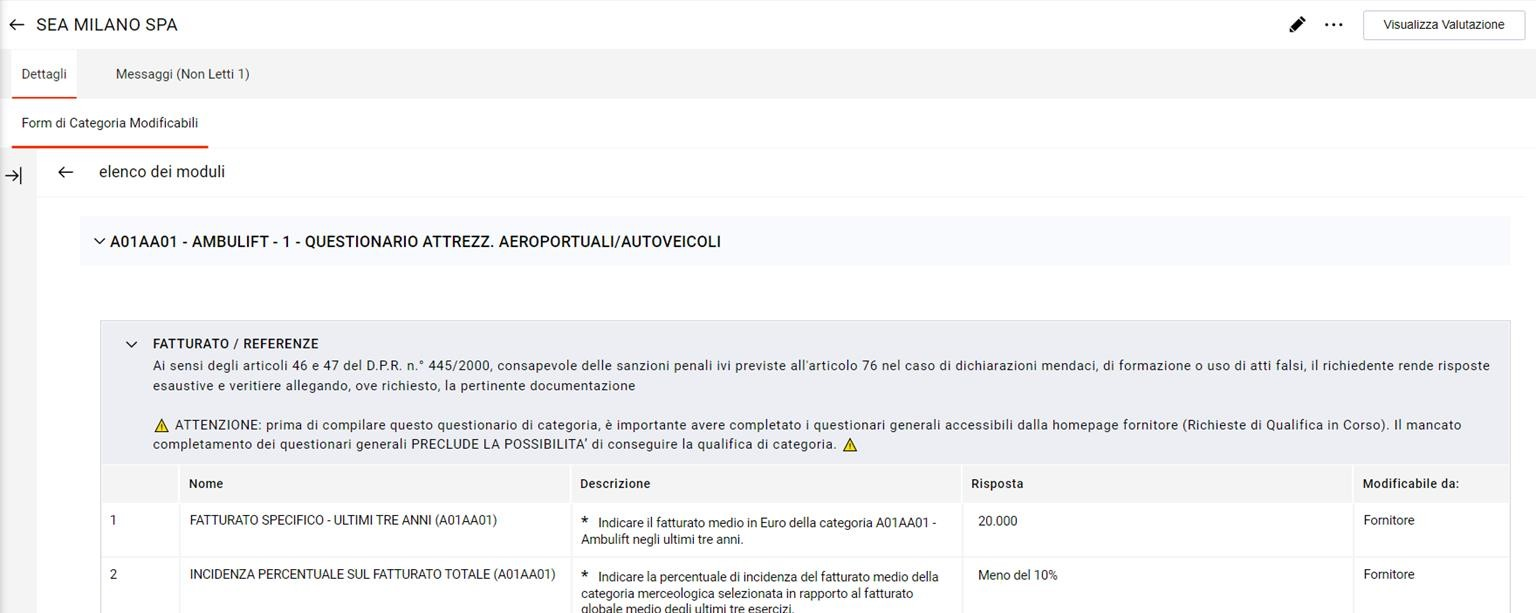 SEA MILANO SPA
Visualizza Valutazione
Dettagli
Messaggi (Non Letti 1)
Form di Categoria Modificabili
elenco dei moduli
A01AA01 - AMBULIFT - 1 - QUESTIONARIO ATTREZZ. AEROPORTUALI/AUTOVEICOLI
FATTURATO / REFERENZE
Ai sensi degli articoli 46 e 47 del D.P.R. n.° 445/2000, consapevole delle sanzioni penali ivi previste all'articolo 76 nel caso di dichiarazioni mendaci, di formazione o uso di atti falsi, il richiedente rende risposte
esaustive e veritiere allegando, ove richiesto, la pertinente documentazione
ATTENZIONE: prima di compilare questo questionario di categoria, è importante avere completato i questionari generali accessibili dalla homepage fornitore (Richieste di Qualifica in Corso). Il mancato
completamento dei questionari generali PRECLUDE LA POSSIBILITA' di conseguire la qualifica di categoria.
Nome Descrizione Risposta Modificabile da:
1 FATTURATO SPECIFICO - ULTIMI TRE ANNI (A01AA01) * Indicare il fatturato medio in Euro della categoria A01AA01 - 20.000 Fornitore
Ambulift negli ultimi tre anni.
2 INCIDENZA PERCENTUALE SUL FATTURATO TOTALE (A01AA01) * Indicare la percentuale di incidenza del fatturato medio della Meno del 10% Fornitore
categoria merceologica selezionata in rapporto al fatturato
globale medio degli ultimi tre esercizi.